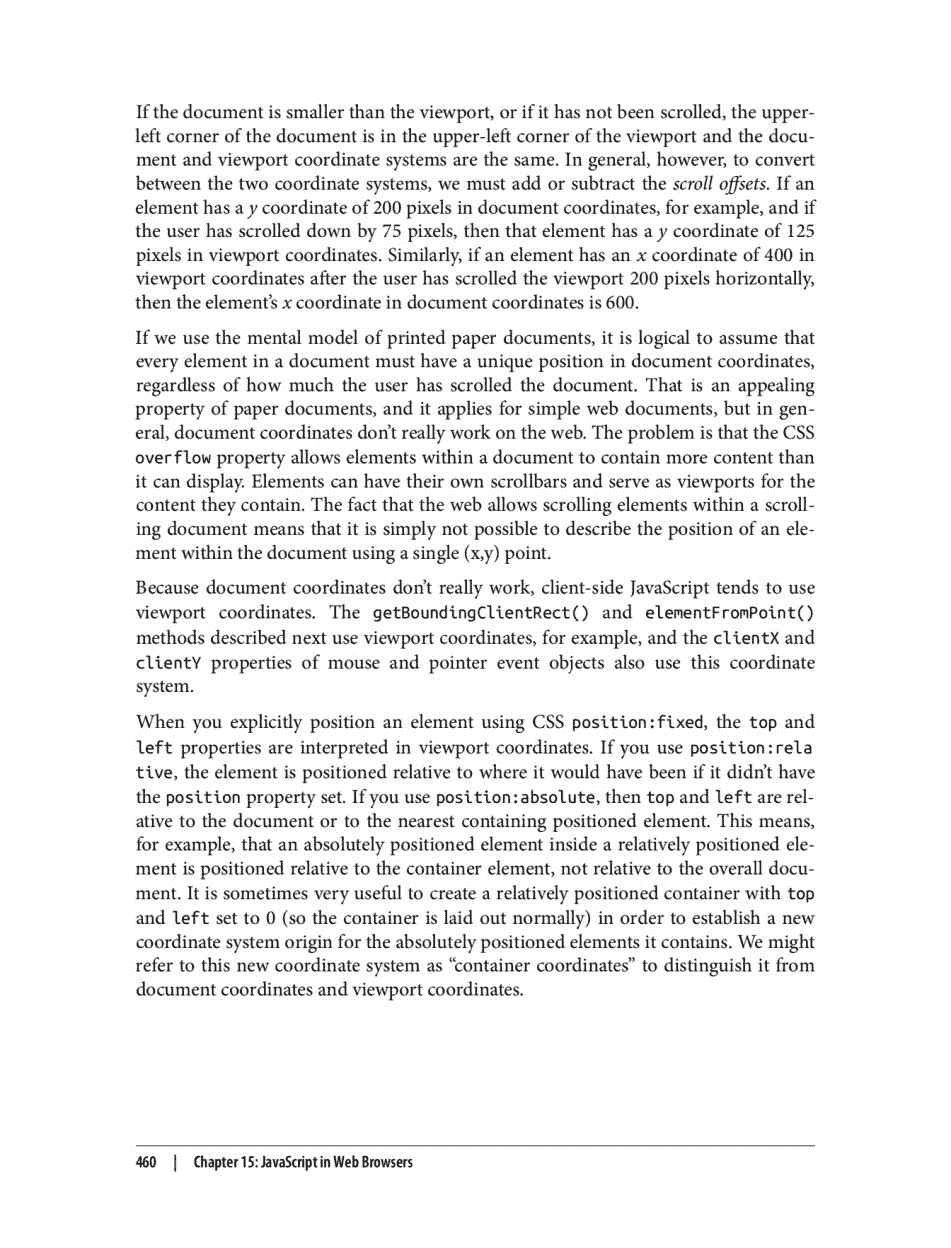 If the document is smaller than the viewport, or if it has not been scrolled, the upper-
left corner of the document is in the upper-left corner of the viewport and the docu-
ment and viewport coordinate systems are the same. In general, however, to convert
between the two coordinate systems, we must add or subtract the scroll offsets. If an
element has a y coordinate of 200 pixels in document coordinates, for example, and if
the user has scrolled down by 75 pixels, then that element has a y coordinate of 125
pixels in viewport coordinates. Similarly, if an element has an x coordinate of 400 in
viewport coordinates after the user has scrolled the viewport 200 pixels horizontally,
then the element's x coordinate in document coordinates is 600.
If we use the mental model of printed paper documents, it is logical to assume that
every element in a document must have a unique position in document coordinates,
regardless of how much the user has scrolled the document. That is an appealing
property of paper documents, and it applies for simple web documents, but in gen-
eral, document coordinates don't really work on the web. The problem is that the CSS
overflow property allows elements within a document to contain more content than
it can display. Elements can have their own scrollbars and serve as viewports for the
content they contain. The fact that the web allows scrolling elements within a scroll-
ing document means that it is simply not possible to describe the position of an ele-
ment within the document using a single (x,y) point.
Because document coordinates don't really work, client-side JavaScript tends to use
viewport coordinates. The getBoundingClientRect() and elementFromPoint()
methods described next use viewport coordinates, for example, and the clientX and
clientY properties of mouse and pointer event objects also use this coordinate
system.
When you explicitly position an element using CSS position:fixed, the top and
left properties are interpreted in viewport coordinates. If you use position:rela
tive, the element is positioned relative to where it would have been if it didn't have
the position property set. If you use position:absolute, then top and left are rel-
ative to the document or to the nearest containing positioned element. This means,
for example, that an absolutely positioned element inside a relatively positioned ele-
ment is positioned relative to the container element, not relative to the overall docu-
ment. It is sometimes very useful to create a relatively positioned container with top
and left set to 0 (so the container is laid out normally) in order to establish a new
coordinate system origin for the absolutely positioned elements it contains. We might
refer to this new coordinate system as “container coordinates” to distinguish it from
document coordinates and viewport coordinates.
460 | Chapter 15: JavaScript in Web Browsers